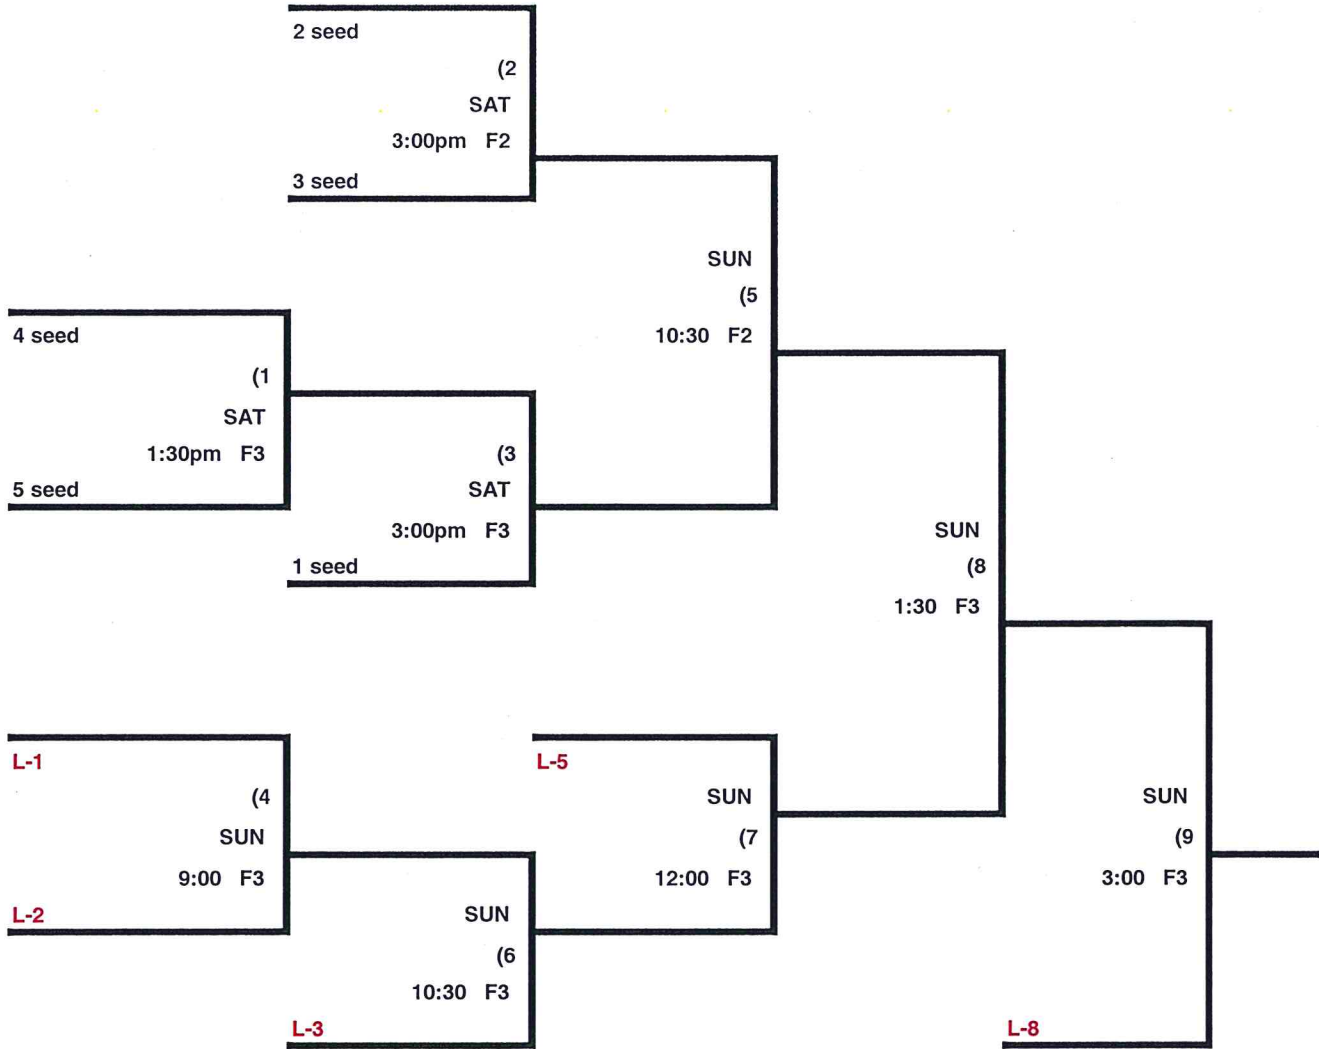 2 seed
(2
SAT
3:00pm F2
3 seed
SUN
(5
10:30 F2
4 seed
(1
SAT
1:30pm F3
5 seed
(3
SAT
3:00pm F3
1 seed
SUN
(8
1:30 F3
L-1
(4
SUN
9:00 F3
L-2
L-5
SUN
(7
12:00 F3
SUN
(6
10:30 F3
L-3
SUN
(9
3:00 F3
L-8